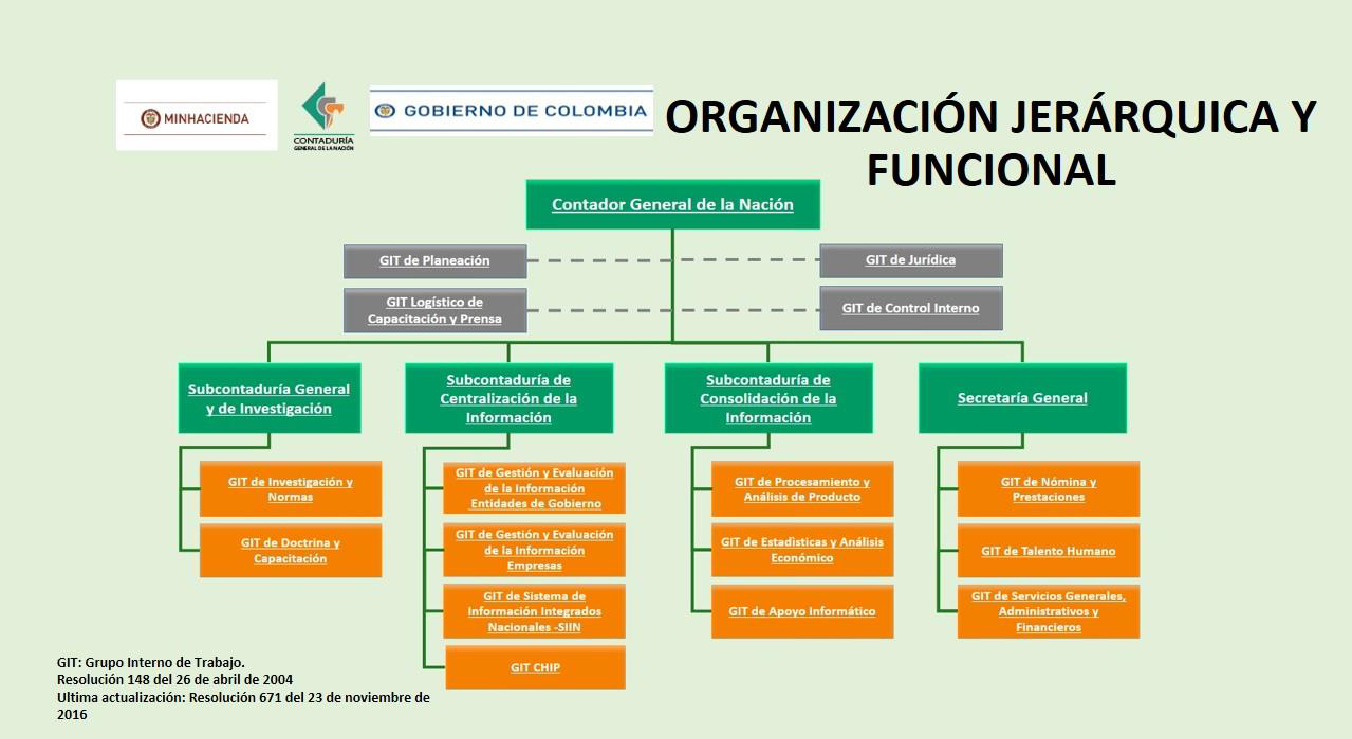 MINHACIENDA
CONTADURÍA
GENERAL DE LA NACIÓN
GOBIERNO DE COLOMBIA
ORGANIZACIÓN JERÁRQUICA Y
FUNCIONAL
Contador General de la Nación
GIT de Planeación
GIT de Jurídica
GIT Logístico de
Capacitación y Prensa
GIT de Control Interno
Subcontaduría General
y de Investigación
Subcontaduría de
Centralización de la
Información
Subcontaduría de
Consolidación de la
Información
Secretaría General
GIT de Investigación y
Normas
GIT de Doctrina y
Capacitación
GIT de Gestión y Evaluación
de la Información
Entidades de Gobierno
GIT de Gestión y Evaluación
de la Información
Empresas
GIT de Sistema de
Información Integrados
Nacionales -SIIN
GIT CHIP
GIT de Procesamiento y
Análisis de Producto
GIT de Estadísticas y Análisis
Económico
GIT de Apoyo Informático
GIT de Nómina y
Prestaciones
GIT de Talento Humano
GIT de Servicios Generales,
Administrativos y
Financieros
GIT: Grupo Interno de Trabajo.
Resolución 148 del 26 de abril de 2004
Ultima actualización: Resolución 671 del 23 de noviembre de
2016